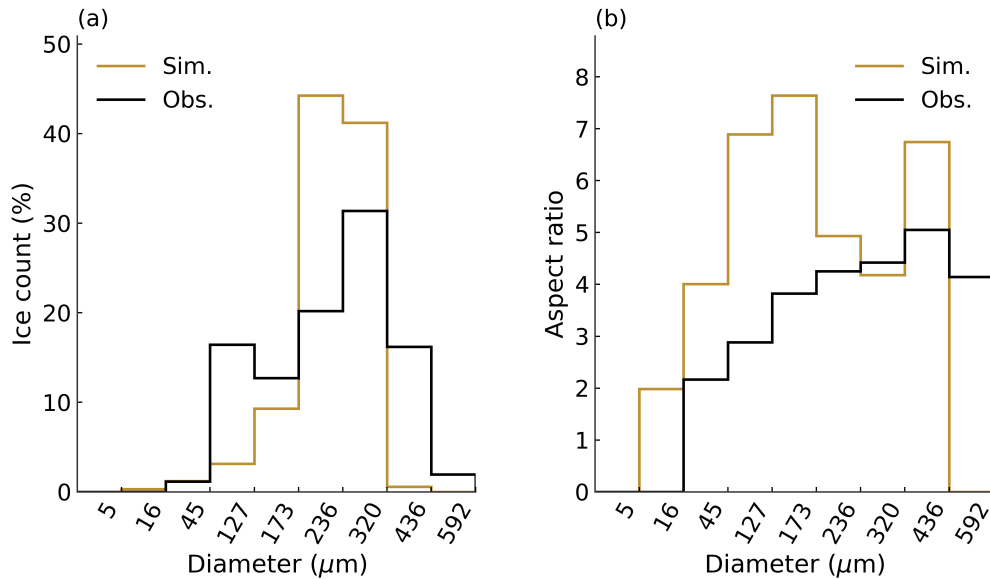 (a)
50
40
30
20
10
0
Ice count (%)
Sim.
Obs.
5 16 45 127 173 236 320 436 592
Diameter (μm)
(b)
8
7
6
5
4
3
2
1
0
Aspect ratio
Sim.
Obs.
5 16 45 127 173 236 320 436 592
Diameter (μm)